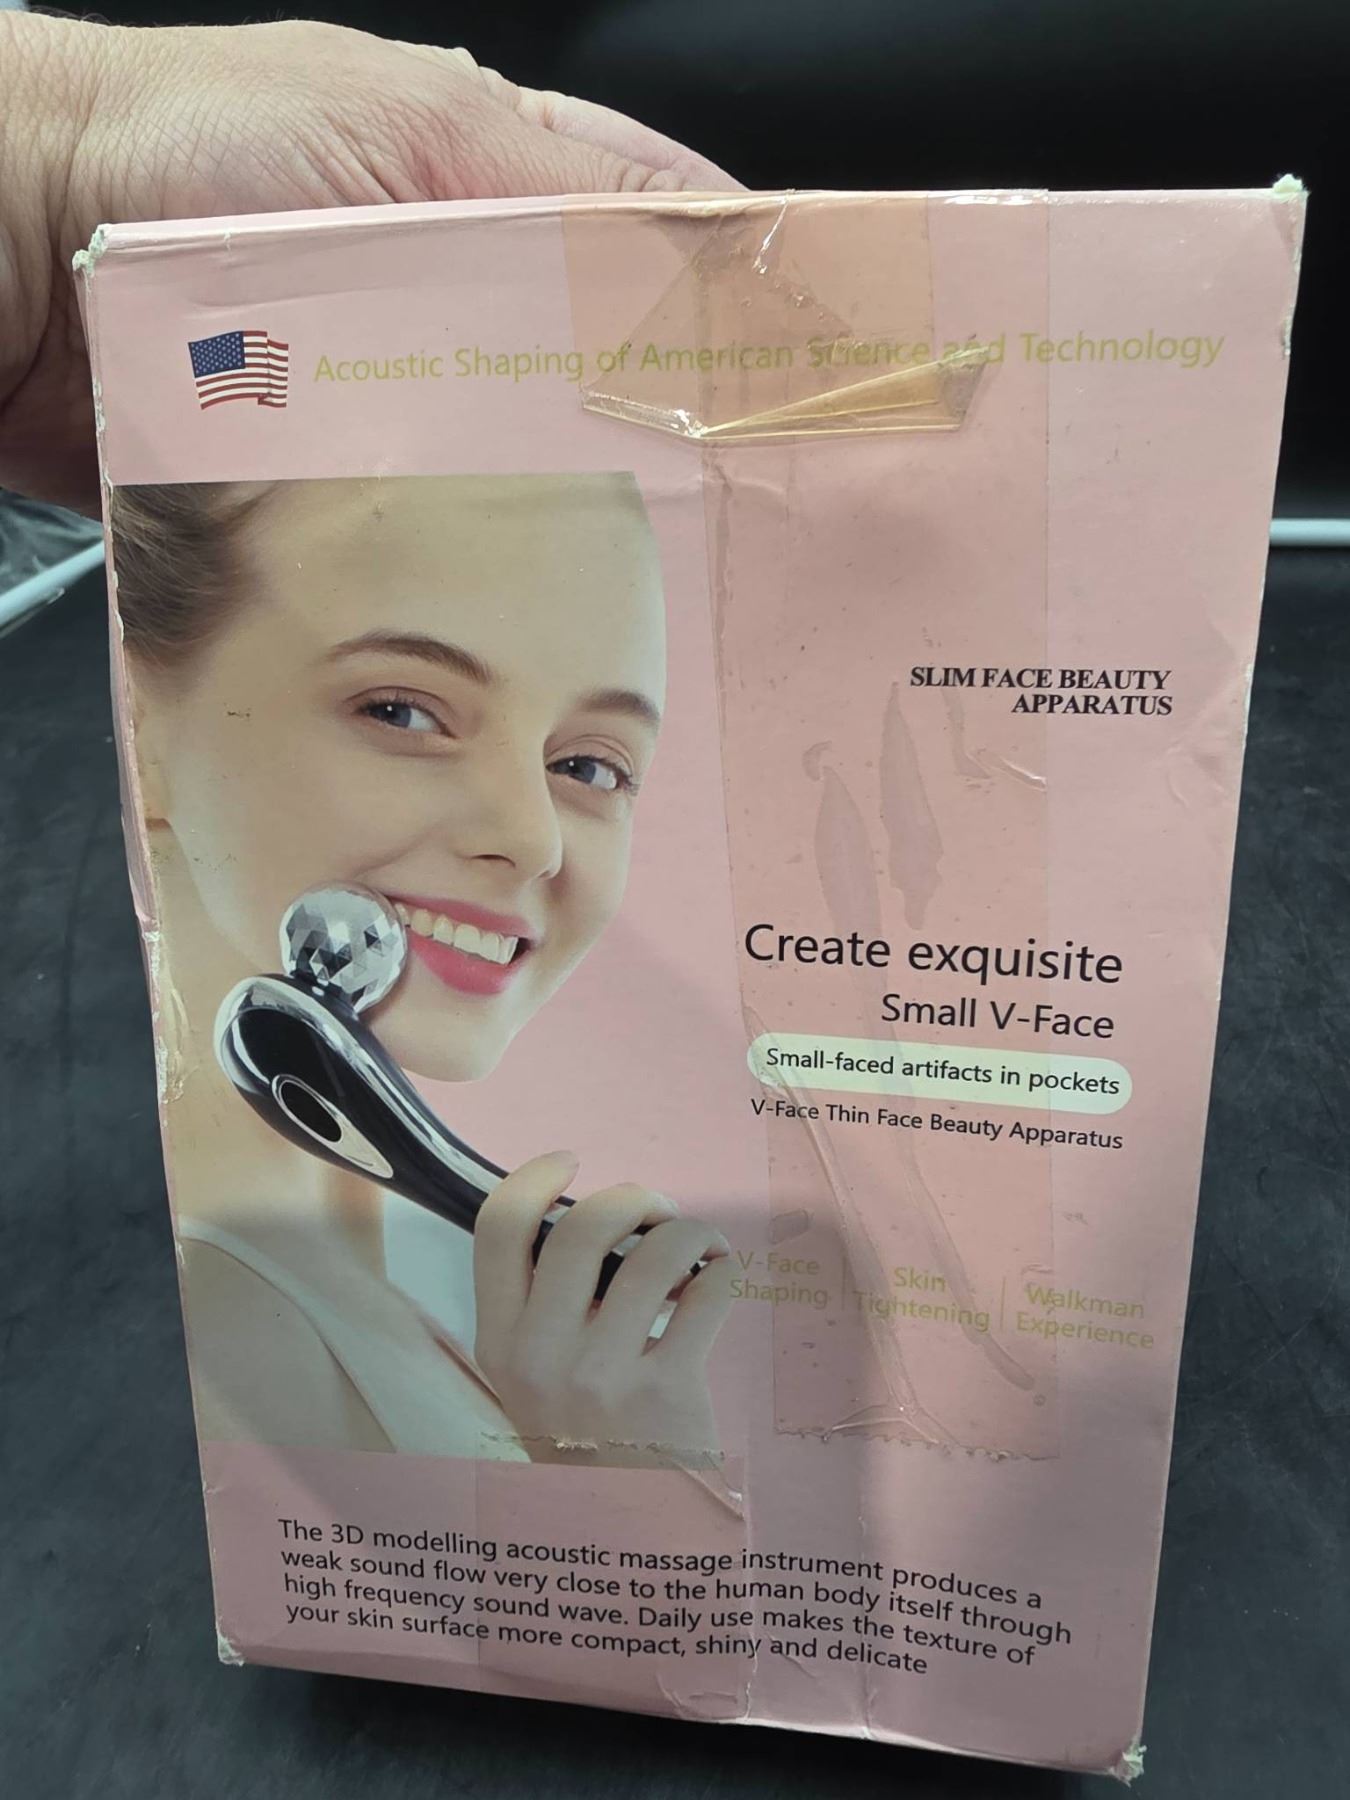 Acoustic Shaping of American Science and Technology
SLIM FACE BEAUTY
APPARATUS
Create exquisite
Small V-Face
Small-faced artifacts in pockets
V-Face Thin Face Beauty Apparatus
V-Face
Shaping
Skin
Tightening
Walkman
Experience
The 3D modelling acoustic massage instrument produces a
weak sound flow very close to the human body itself through
high frequency sound wave. Daily use makes the texture of
your skin surface more compact, shiny and delicate